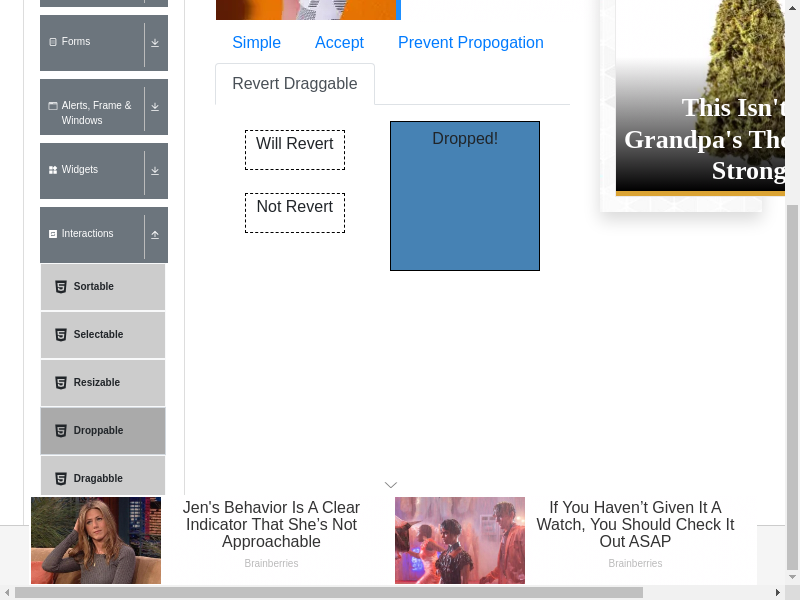 Forms
Alerts, Frame &
Windows
Widgets
Interactions
Sortable
Selectable
Resizable
Droppable
Dragabble
Simple
Accept
Prevent Propogation
Revert Draggable
Will Revert
Not Revert
Dropped!
This Isn't
Grandpa's The
Strong
Jen's Behavior Is A Clear
Indicator That She’s Not
Approachable
Brainberries
If You Haven’t Given It A
Watch, You Should Check It
Out ASAP
Brainberries